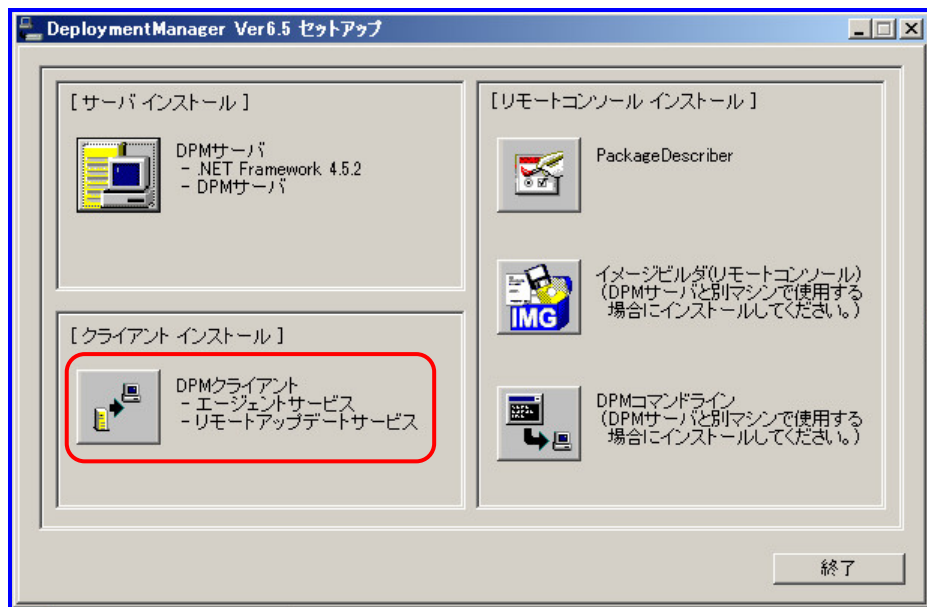 DeploymentManager Ver6.5 セットアップ
[ サーバ インストール ]
DPMサーバ
- .NET Framework 4.5.2
- DPMサーバ
[ クライアント インストール ]
DPMクライアント
- エージェントサービス
- リモートアップデートサービス
[ リモートコンソール インストール ]
PackageDescriber
IMG
イメージビルダ(リモートコンソール)
(DPMサーバと別マシンで使用する
場合にインストールしてください。)
DPMコマンドライン
(DPMサーバと別マシンで使用する
場合にインストールしてください。)
終了